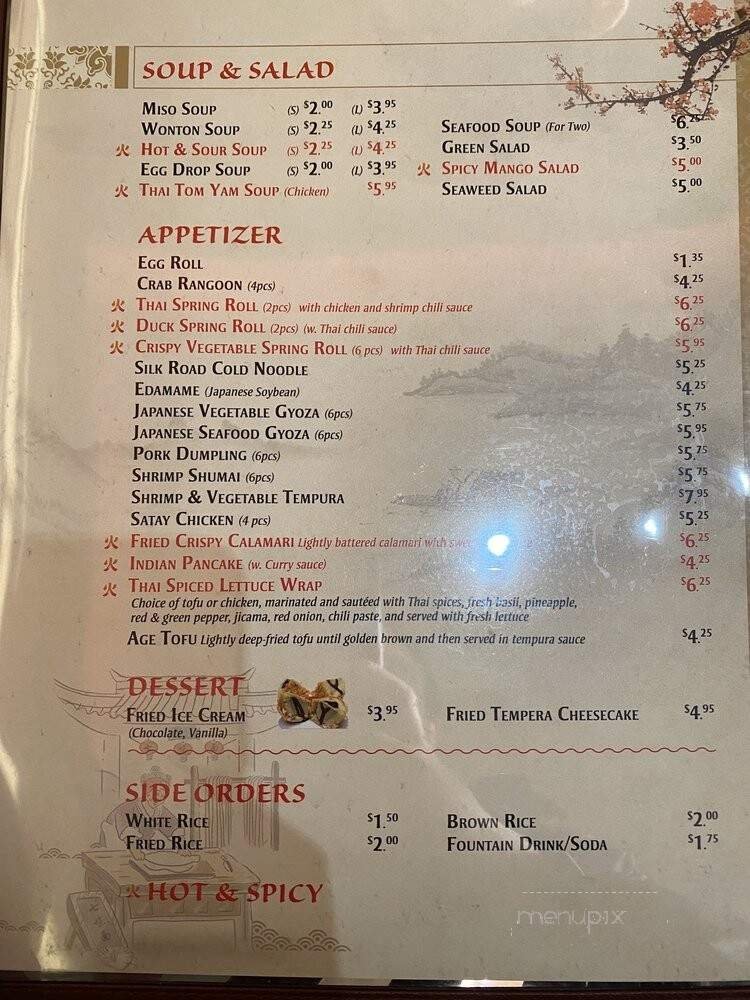 SOUP & SALAD
MISO SOUP (S) $2.00 (L) $3.95
WONTON SOUP (S) $2.25 (L) $4.25
火 HOT & SOUR SOUP (S) $2.25 (L) $4.25
EGG DROP SOUP (S) $2.00 (L) $3.95
火 THAI TOM YAM SOUP (Chicken) $5.95
SEAFOOD SOUP (For Two) $6.25
GREEN SALAD $3.50
火 SPICY MANGO SALAD $5.00
SEAWEED SALAD $5.00
APPETIZER
EGG ROLL $1.35
CRAB RANGOON (4pcs) $4.25
火 THAI SPRING ROLL (2pcs) with chicken and shrimp chili sauce $6.25
火 DUCK SPRING ROLL (2pcs) (w. Thai chili sauce) $6.25
火 CRISPY VEGETABLE SPRING ROLL (6 pcs) with Thai chili sauce $5.95
SILK ROAD COLD NOODLE $5.25
EDAMAME (Japanese Soybean) $4.25
JAPANESE VEGETABLE GYOZA (6pcs) $5.75
JAPANESE SEAFOOD GYOZA (6pcs) $5.95
PORK DUMPLING (6pcs) $5.75
SHRIMP SHUMAI (6pcs) $5.75
SHRIMP & VEGETABLE TEMPURA $7.95
SATAY CHICKEN (4 pcs) $5.25
火 FRIED CRISPY CALAMARI Lightly battered calamari with $6.25
火 INDIAN PANCAKE (w. Curry sauce) $4.25
火 THAI SPICED LETTUCE WRAP $6.25
Choice of tofu or chicken, marinated and sautéed with Thai spices, fresh basil, pineapple,
red & green pepper, jicama, red onion, chili paste, and served with fresh lettuce
AGE TOFU Lightly deep-fried tofu until golden brown and then served in tempura sauce $4.25
DESSERT
FRIED ICE CREAM $3.95
(Chocolate, Vanilla)
FRIED TEMPERA CHEESECAKE $4.95
SIDE ORDERS
WHITE RICE $1.50
FRIED RICE $2.00
BROWN RICE $2.00
FOUNTAIN DRINK/SODA $1.75
火 HOT & SPICY
menupix